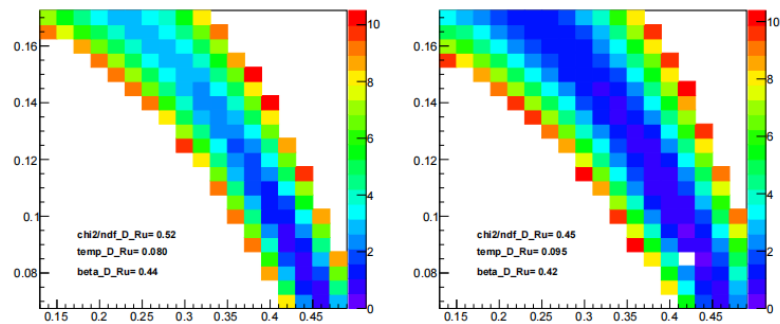 0.16
0.14
0.12
0.1
0.08
0.15 0.2 0.25 0.3 0.35 0.4 0.45
10
8
6
4
2
0
chi2/ndf_D_Ru= 0.52
temp_D_Ru= 0.080
beta_D_Ru= 0.44
0.16
0.14
0.12
0.1
0.08
0.15 0.2 0.25 0.3 0.35 0.4 0.45
10
8
6
4
2
0
chi2/ndf_D_Ru= 0.45
temp_D_Ru= 0.095
beta_D_Ru= 0.42